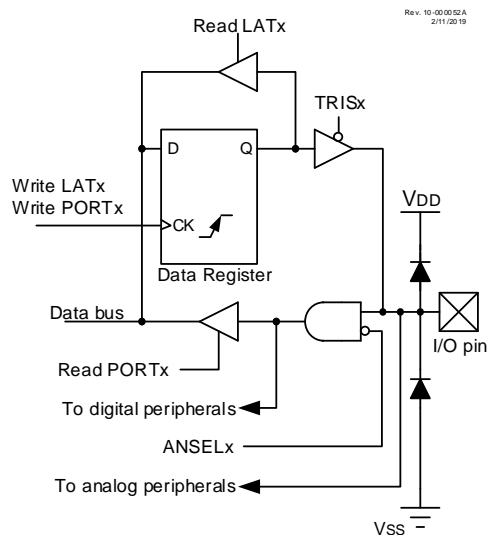 Rev. 10-000052A
2/11/2019
Read LATx
TRISx
D
Q
Write LATx
Write PORTx
CK
VDD
Data Register
Data bus
I/O pin
Read PORTx
To digital peripherals
ANSELx
To analog peripherals
VSS